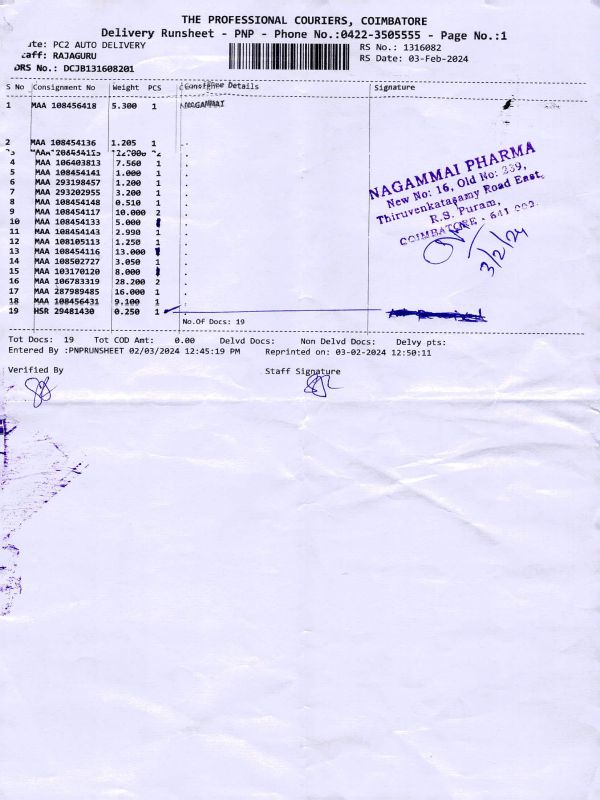 THE PROFESSIONAL COURIERS, COIMBATORE
Delivery Runsheet - PNP - Phone No.:0422-3505555 - Page No.:1
ute: PC2 AUTO DELIVERY
RS No.: 1316082
taff: RAJAGURU
RS Date: 03-Feb-2024
DRS No.: DCJB131608201
S No Consignment No Weight PCS Consignee Details Signature
1 MAA 108456418 5.300 1 NAGAMMAI
2 MAA 108454136 1.205 1 .
4 MAA 106403813 7.560 1 .
5 MAA 108454141 1.000 1 .
6 MAA 293198457 1.200 1 .
7 MAA 293202955 3.200 1 .
8 MAA 108454148 0.510 1 .
9 MAA 108454117 10.000 2 .
10 MAA 108454133 5.000 .
11 MAA 108454143 2.990 1 .
12 MAA 108105113 1.250 1 .
13 MAA 108454116 13.000 .
14 MAA 108502727 3.050 1 .
15 MAA 103170120 8.000 .
16 MAA 106783319 28.200 2 .
17 MAA 287989485 16.000 1 .
18 MAA 108456431 9.100 1 .
19 HSR 29481430 0.250 1
NAGAMMAI PHARMA
New No: 16, Old No: 239,
Thiruvenkatasamy Road East,
R.S. Puram,
COIMBATORE - 641 002.
3/2/24
No.Of Docs: 19
Tot Docs: 19 Tot COD Amt: 0.00 Delvd Docs: Non Delvd Docs: Delvy pts:
Entered By :PNPRUNSHEET 02/03/2024 12:45:19 PM Reprinted on: 03-02-2024 12:50:11
Verified By Staff Signature